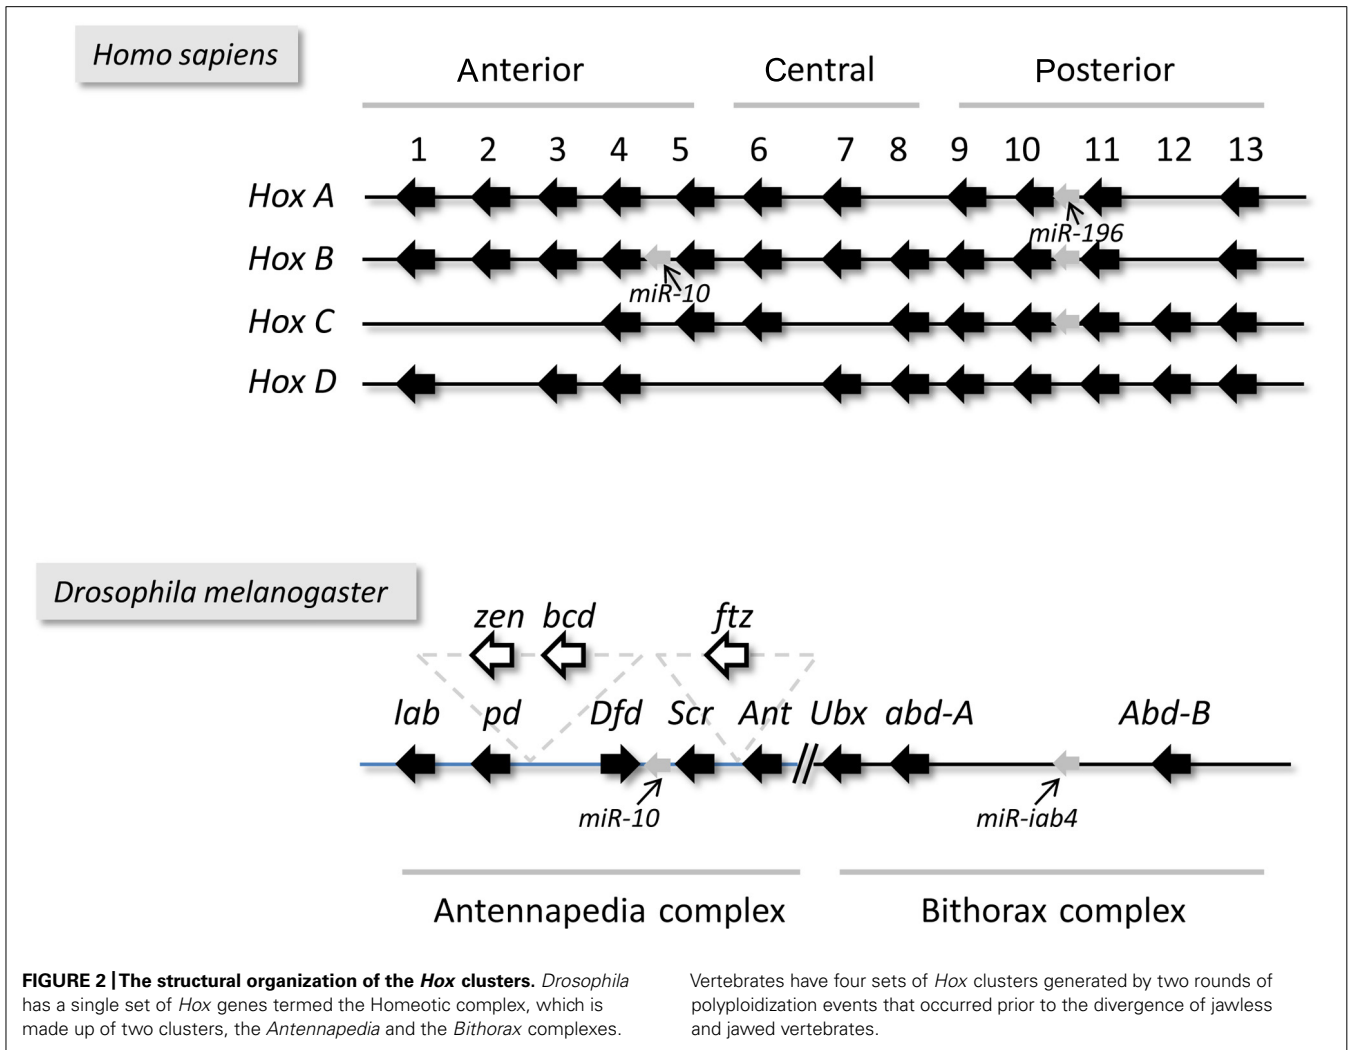 Homo sapiens
Anterior Central Posterior
1 2 3 4 5 6 7 8 9 10 11 12 13
Hox A
miR-196
Hox B
miR-10
Hox C
Hox D
Drosophila melanogaster
zen bcd ftz
lab pd Dfd Scr Ant Ubx abd-A Abd-B
miR-10 miR-iab4
Antennapedia complex Bithorax complex
FIGURE 2 | The structural organization of the Hox clusters. Drosophila
has a single set of Hox genes termed the Homeotic complex, which is
made up of two clusters, the Antennapedia and the Bithorax complexes.
Vertebrates have four sets of Hox clusters generated by two rounds of
polyploidization events that occurred prior to the divergence of jawless
and jawed vertebrates.